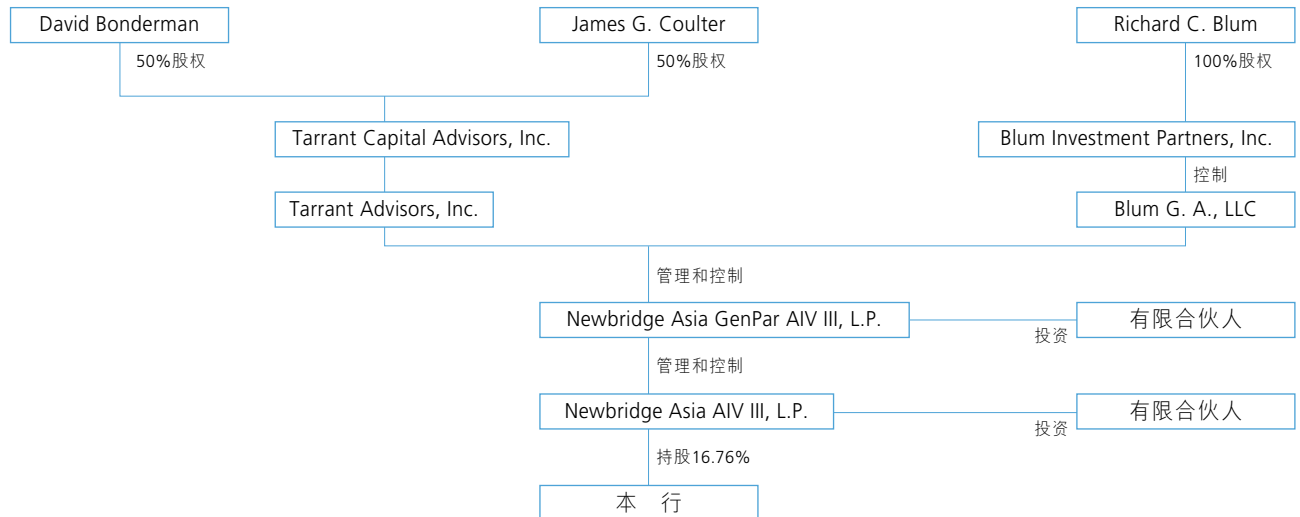 David Bonderman
James G. Coulter
Richard C. Blum
50%股权
50%股权
100%股权
Tarrant Capital Advisors, Inc.
Blum Investment Partners, Inc.
控制
Tarrant Advisors, Inc.
Blum G. A., LLC
管理和控制
Newbridge Asia GenPar AIV III, L.P.
投资
有限合伙人
管理和控制
Newbridge Asia AIV III, L.P.
投资
有限合伙人
持股16.76%
本 行